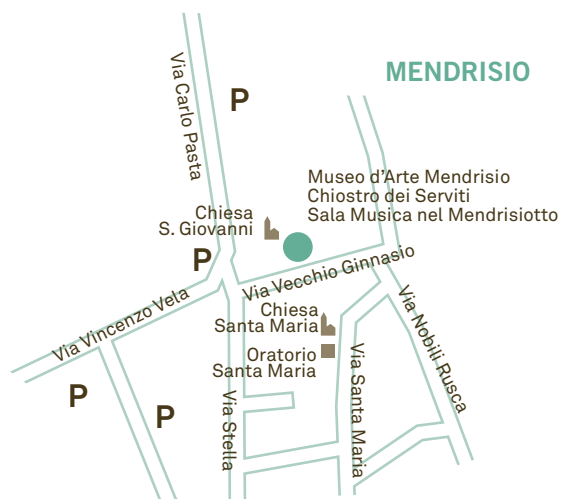 MENDRISIO
Via Carlo Pasta
P
Museo d'Arte Mendrisio
Chiostro dei Serviti
Sala Musica nel Mendrisiotto
Chiesa
S. Giovanni
P
Via Vecchio Ginnasio
Via Vincenzo Vela
Chiesa
Santa Maria
Oratorio
Santa Maria
Via Nobili Rusca
Via Santa Maria
Via Stella
P
P